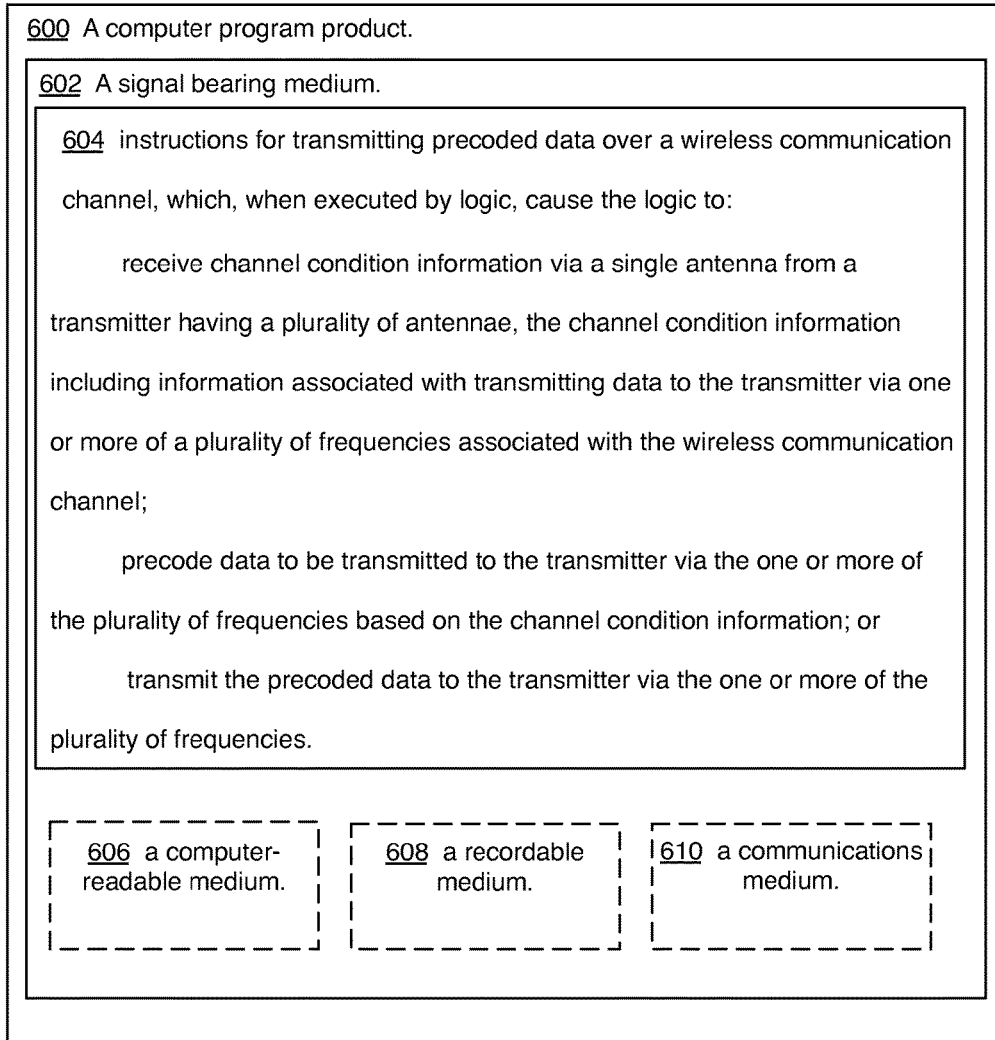 600 A computer program product.
602 A signal bearing medium.
604 instructions for transmitting precoded data over a wireless communication
channel, which, when executed by logic, cause the logic to:
receive channel condition information via a single antenna from a
transmitter having a plurality of antennae, the channel condition information
including information associated with transmitting data to the transmitter via one
or more of a plurality of frequencies associated with the wireless communication
channel;
precode data to be transmitted to the transmitter via the one or more of
the plurality of frequencies based on the channel condition information; or
transmit the precoded data to the transmitter via the one or more of the
plurality of frequencies.
606 a computer-
readable medium.
608 a recordable
medium.
610 a communications
medium.